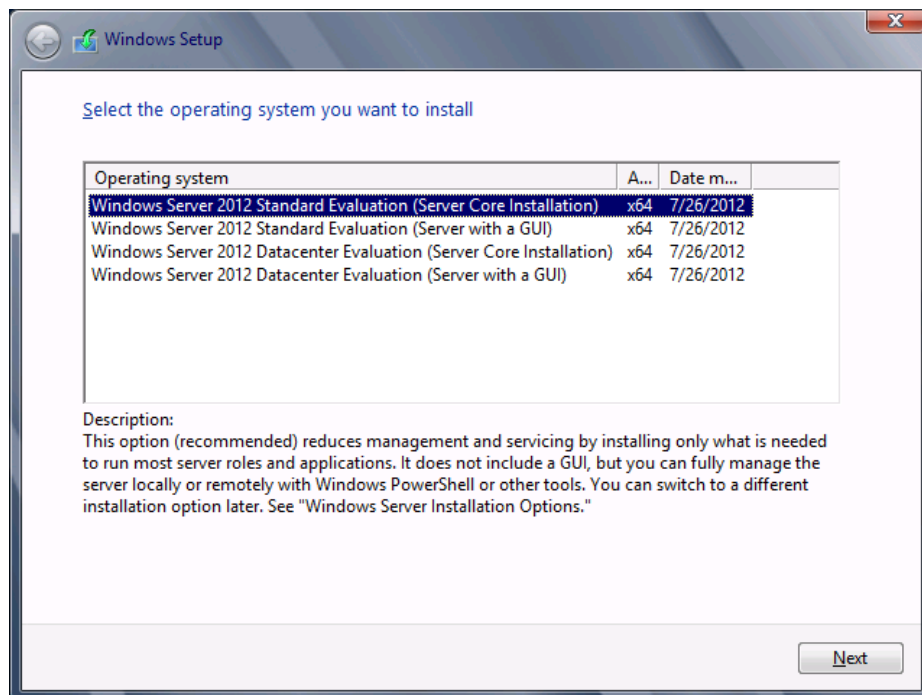 Windows Setup
Select the operating system you want to install
Operating system A... Date m...
Windows Server 2012 Standard Evaluation (Server Core Installation) x64 7/26/2012
Windows Server 2012 Standard Evaluation (Server with a GUI) x64 7/26/2012
Windows Server 2012 Datacenter Evaluation (Server Core Installation) x64 7/26/2012
Windows Server 2012 Datacenter Evaluation (Server with a GUI) x64 7/26/2012
Description:
This option (recommended) reduces management and servicing by installing only what is needed
to run most server roles and applications. It does not include a GUI, but you can fully manage the
server locally or remotely with Windows PowerShell or other tools. You can switch to a different
installation option later. See "Windows Server Installation Options."
Next